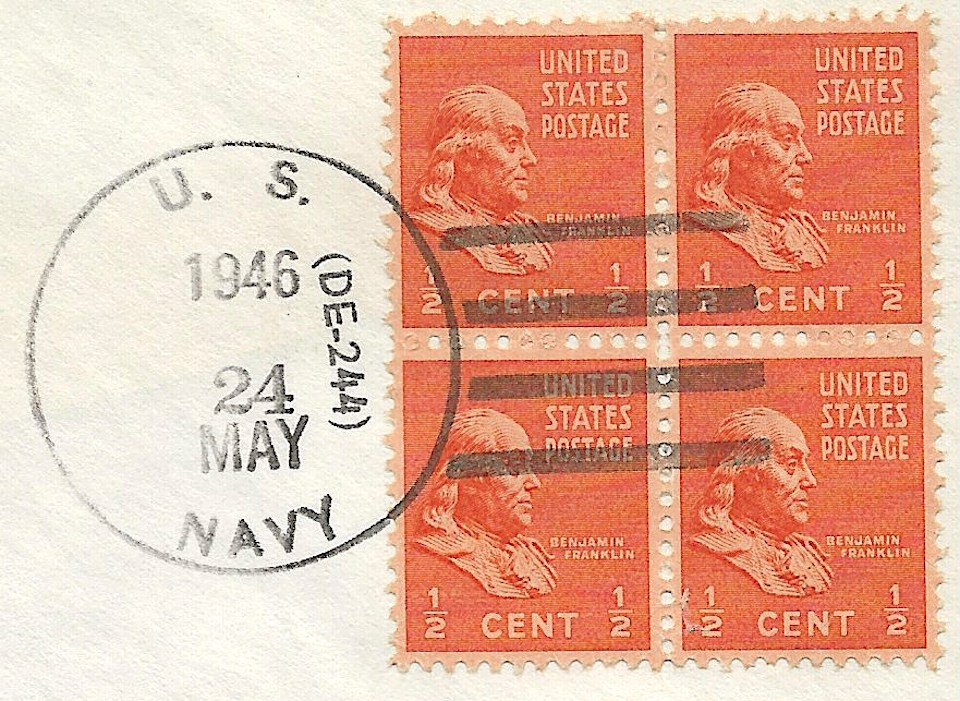 U. S.
1946
(DE-244)
24
MAY
NAVY
UNITED
STATES
POSTAGE
BENJAMIN
FRANKLIN
1/2 CENT 1/2
UNITED
STATES
POSTAGE
BENJAMIN
FRANKLIN
1/2 CENT 1/2
UNITED
STATES
POSTAGE
BENJAMIN
FRANKLIN
1/2 CENT 1/2
UNITED
STATES
POSTAGE
BENJAMIN
FRANKLIN
1/2 CENT 1/2